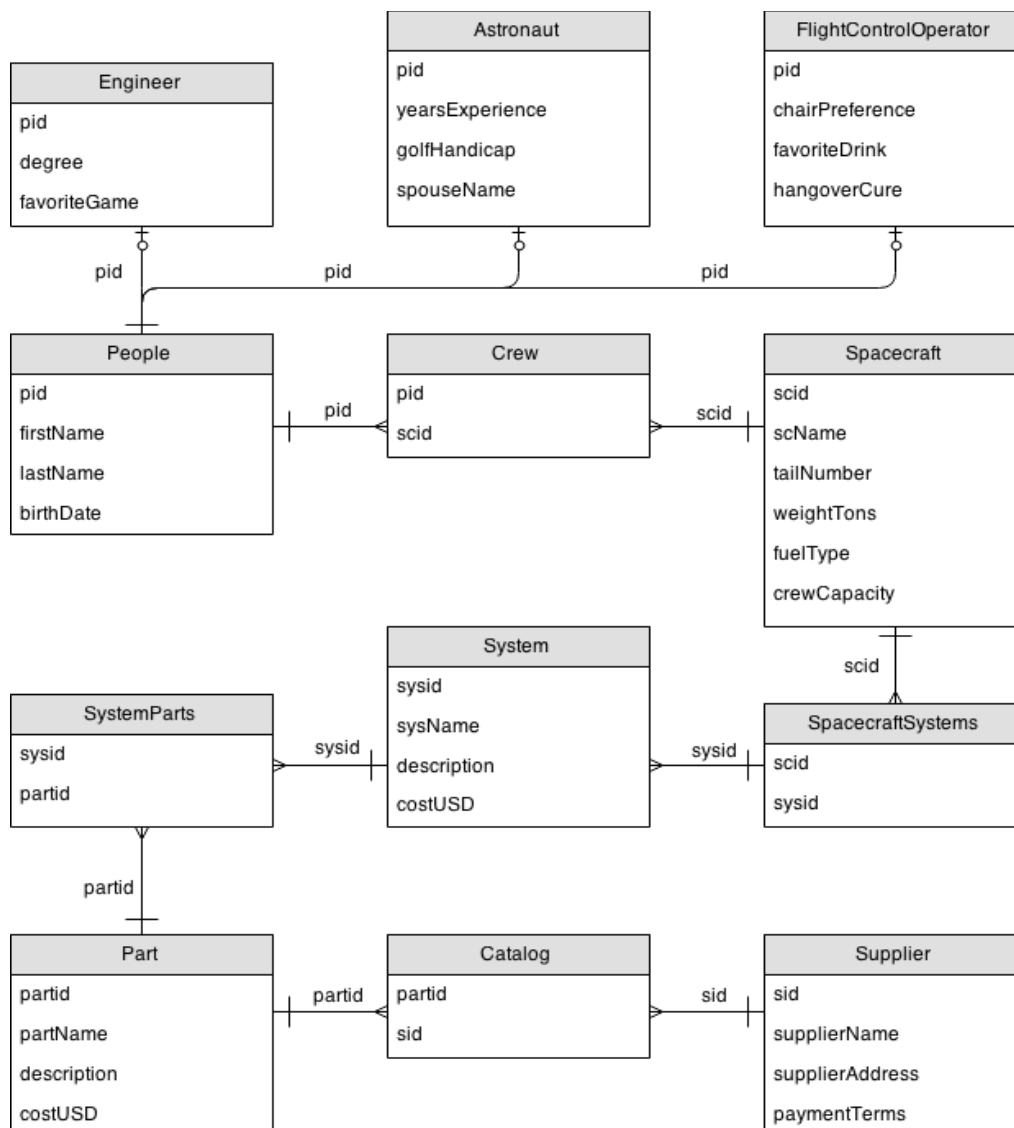 Astronaut
pid
yearsExperience
golfHandicap
spouseName
FlightControlOperator
pid
chairPreference
favoriteDrink
hangoverCure
Engineer
pid
degree
favoriteGame
pid
pid
pid
People
pid
firstName
lastName
birthDate
pid
Crew
pid
scid
scid
Spacecraft
scid
scName
tailNumber
weightTons
fuelType
crewCapacity
scid
SystemParts
sysid
partid
sysid
System
sysid
sysName
description
costUSD
sysid
SpacecraftSystems
scid
sysid
partid
Part
partid
partName
description
costUSD
partid
Catalog
partid
sid
sid
Supplier
sid
supplierName
supplierAddress
paymentTerms